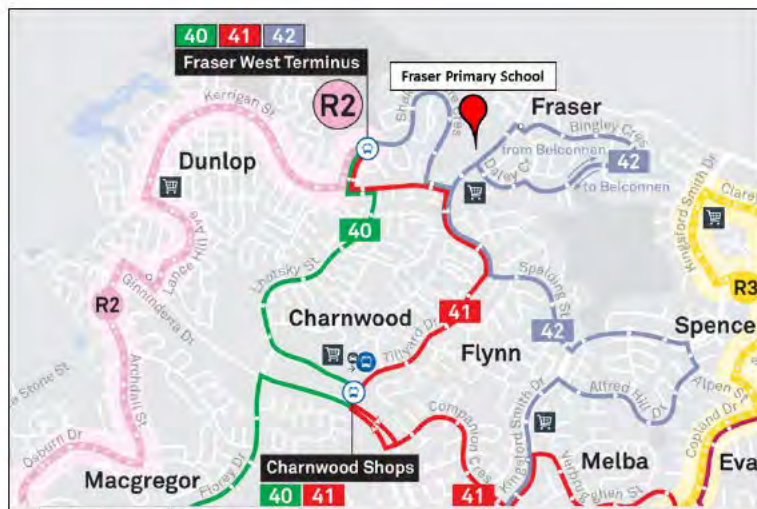 40 41 42
Fraser West Terminus
Fraser Primary School
R2
Kerrigan St
Fraser
Bingley Cres
from Belconnen
42
Daley Cr
to Belconnen
Dunlop
Kingsford Smith Dr
40
Lance Hill Ave
Lhotsky St
Ginninderra Dr
R2
R3
41
Spalding St
Charnwood
Tillyard Dr
42
Spence
Flynn
Archdall St
Kingsford Smith Dr
Alfred Hill Dr
Alpen St
Copland Dr
Osburn Dr
Companion Cres
Charnwood Shops
Macgregor
Florey Dr
Melba
Eva
40 41
41